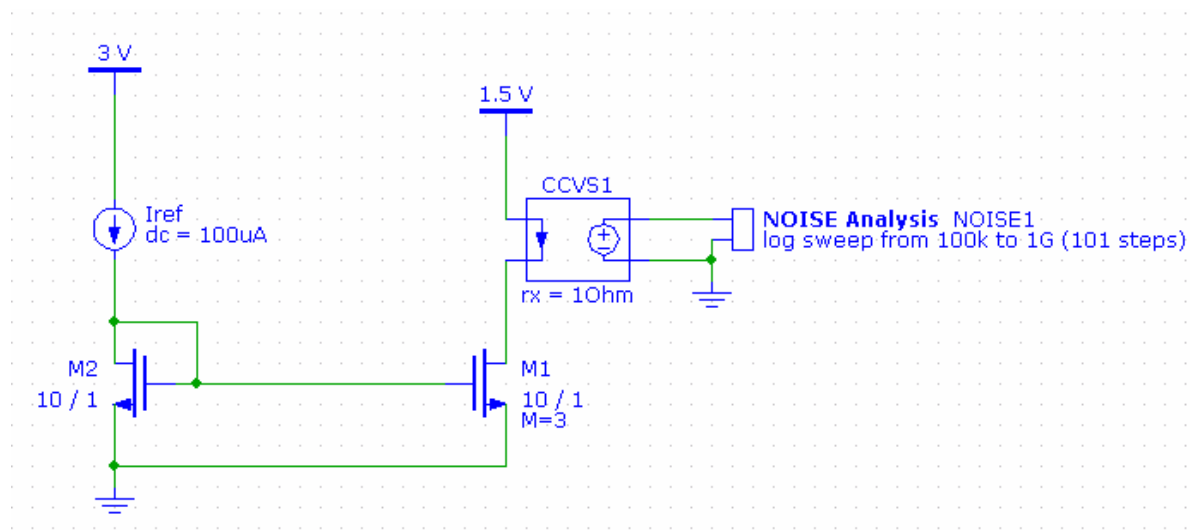 3 V
1.5 V
CCVS1
Iref
dc = 100uA
NOISE Analysis NOISE1
log sweep from 100k to 1G (101 steps)
rx = 1Ohm
M2
10 / 1
M1
10 / 1
M=3